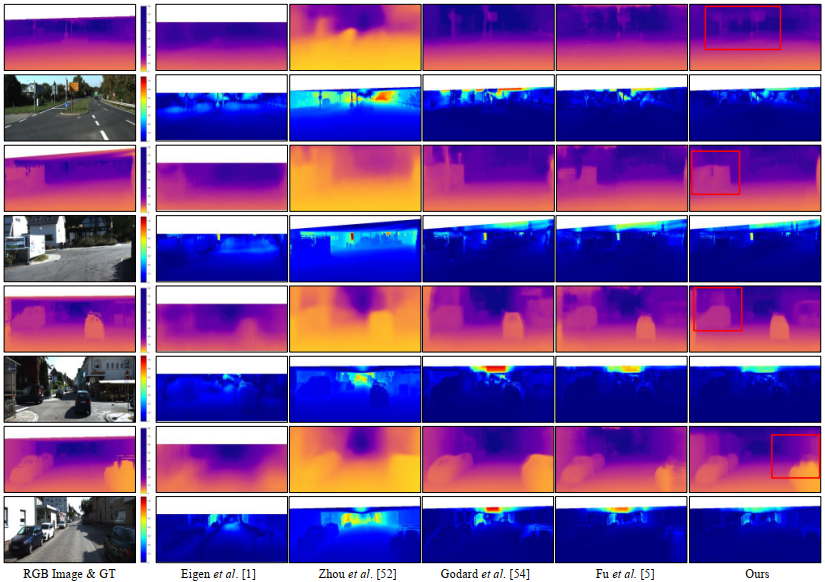 RGB Image & GT
Eigen et al. [1]
Zhou et al. [52]
Godard et al. [54]
Fu et al. [5]
Ours